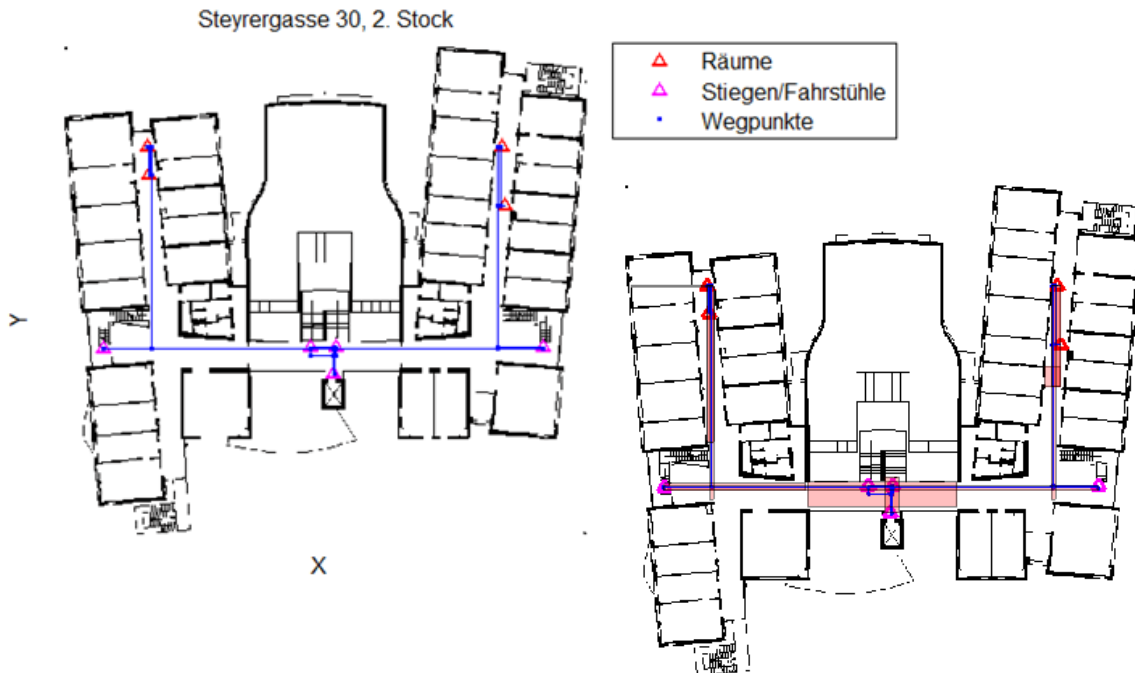 Steyrergasse 30, 2. Stock
Räume
Stiegen/Fahrstühle
Wegpunkte
Y
X